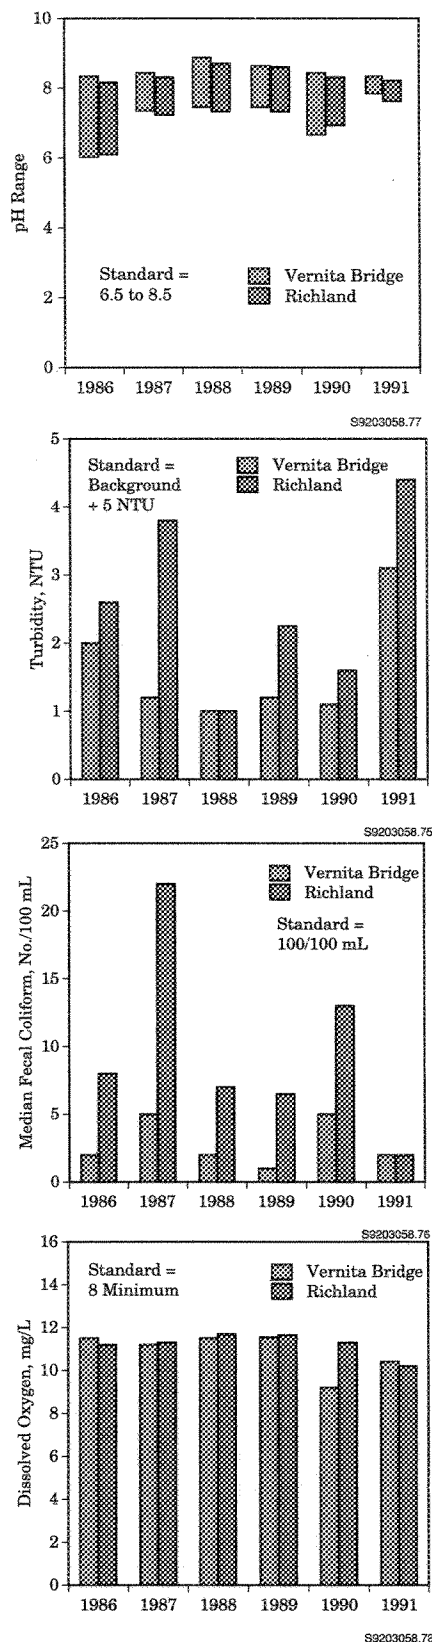 pH Range
10
8
6
4
2
0
Standard =
6.5 to 8.5
Vernita Bridge
Richland
1986 1987 1988 1989 1990 1991
S9203058.77
Turbidity, NTU
5
4
3
2
1
0
Standard =
Background
+ 5 NTU
Vernita Bridge
Richland
1986 1987 1988 1989 1990 1991
S9203058.75
Median Fecal Coliform, No./100 mL
25
20
15
10
5
0
Vernita Bridge
Richland
Standard =
100/100 mL
1986 1987 1988 1989 1990 1991
S9203058.76
Dissolved Oxygen, mg/L
16
14
12
10
8
6
4
2
0
Standard =
8 Minimum
Vernita Bridge
Richland
1986 1987 1988 1989 1990 1991